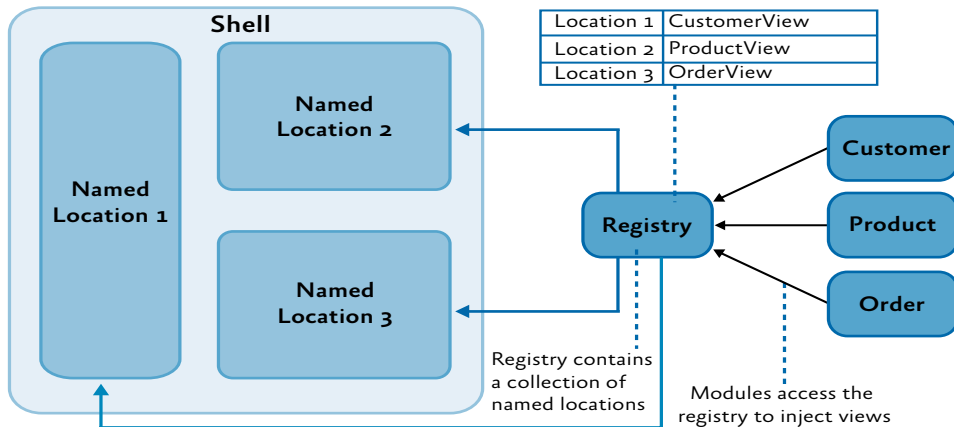 Shell
Named
Location 1
Named
Location 2
Named
Location 3
Location 1 CustomerView
Location 2 ProductView
Location 3 OrderView
Registry
Customer
Product
Order
Registry contains
a collection of
named locations
Modules access the
registry to inject views